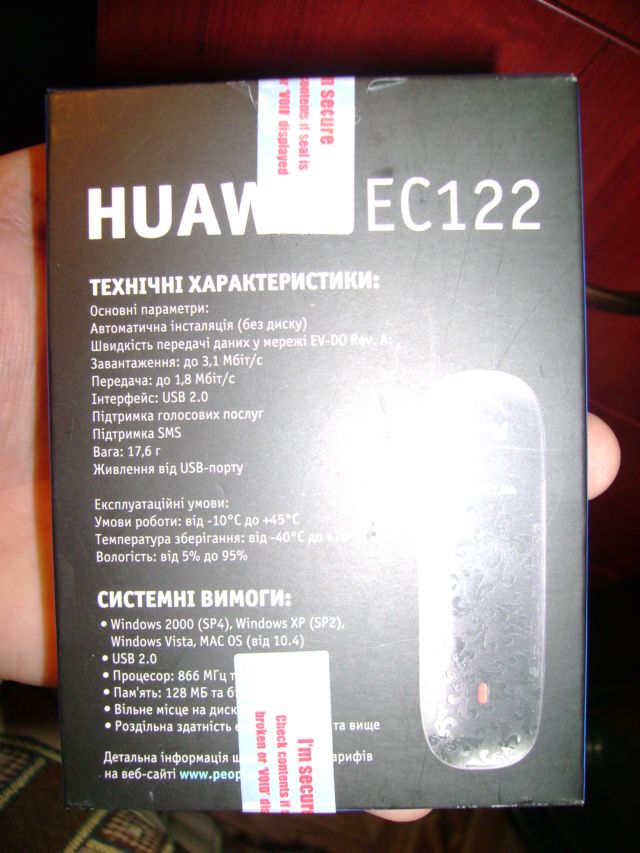 HUAW EC122
ТЕХНІЧНІ ХАРАКТЕРИСТИКИ:
Основні параметри:
Автоматична інсталяція (без диску)
Швидкість передачі даних у мережі EV-DO Rev. A:
Завантаження: до 3,1 Мбіт/с
Передача: до 1,8 Мбіт/с
Інтерфейс: USB 2.0
Підтримка голосових послуг
Підтримка SMS
Вага: 17,6 г
Живлення від USB-порту
Експлуатаційні умови:
Умови роботи: від -10°C до +45°C
Температура зберігання: від -40°C до
Вологість: від 5% до 95%
СИСТЕМНІ ВИМОГИ:
• Windows 2000 (SP4), Windows XP (SP2),
Windows Vista, MAC OS (від 10.4)
• USB 2.0
• Процесор: 866 МГц
• Пам'ять: 128 МБ та
• Вільне місце на диску
• Роздільна здатність та вище
Детальна інформація
на веб-сайті www.peop
secure
contents if seal is
'VOID' displayed
I'm secure
Check contents if
broken or 'VOID'